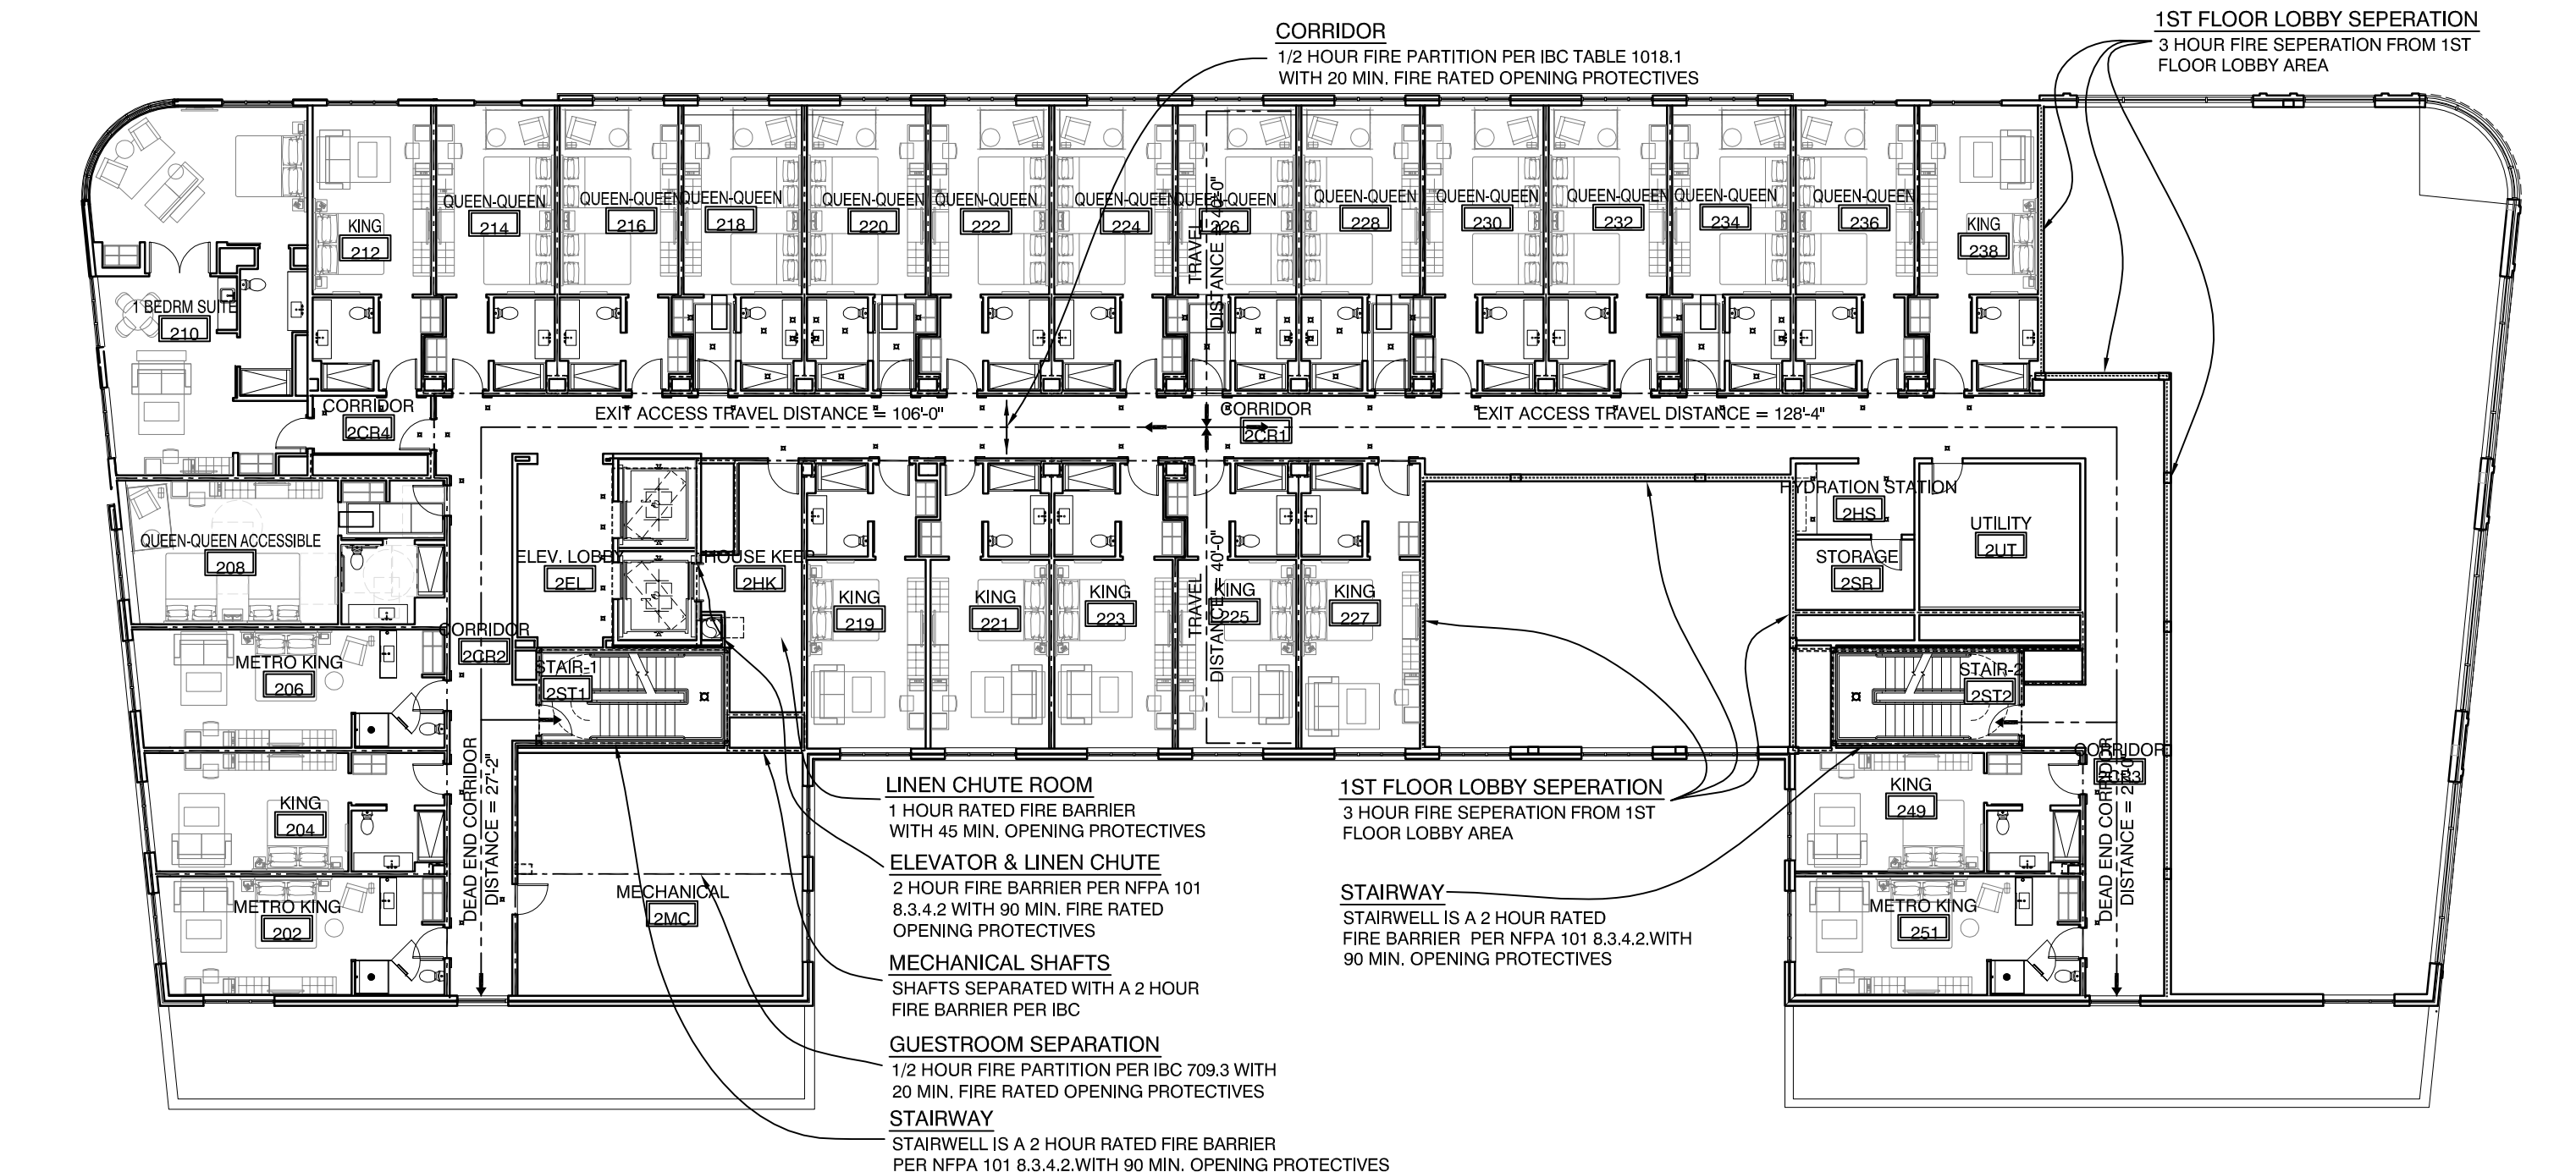 CORRIDOR
1/2 HOUR FIRE PARTITION PER IBC TABLE 1018.1
WITH 20 MIN. FIRE RATED OPENING PROTECTIVES
1ST FLOOR LOBBY SEPERATION
3 HOUR FIRE SEPERATION FROM 1ST
FLOOR LOBBY AREA
1 BEDRM SUITE
210
KING
212
QUEEN-QUEEN
214
QUEEN-QUEEN
216
QUEEN-QUEEN
218
QUEEN-QUEEN
220
QUEEN-QUEEN
222
QUEEN-QUEEN
224
QUEEN-QUEEN
226
QUEEN-QUEEN
228
QUEEN-QUEEN
230
QUEEN-QUEEN
232
QUEEN-QUEEN
234
QUEEN-QUEEN
236
KING
238
TRAVEL
DISTANCE = 40'-0"
CORRIDOR
2CR4
EXIT ACCESS TRAVEL DISTANCE = 106'-0"
CORRIDOR
2CR1
EXIT ACCESS TRAVEL DISTANCE = 128'-4"
QUEEN-QUEEN ACCESSIBLE
208
ELEV. LOBBY
2EL
HOUSE KEEP
2HK
KING
219
KING
221
KING
223
TRAVEL
DISTANCE = 40'-0"
KING
225
KING
227
HYDRATION STATION
2HS
STORAGE
2SR
UTILITY
2UT
METRO KING
206
CORRIDOR
2CR2
STAIR-1
2ST1
STAIR-2
2ST2
KING
204
DEAD END CORRIDOR
DISTANCE = 27'-2"
METRO KING
202
MECHANICAL
2MC
CORRIDOR
2CR3
DEAD END CORRIDOR
DISTANCE =
KING
249
METRO KING
251
LINEN CHUTE ROOM
1 HOUR RATED FIRE BARRIER
WITH 45 MIN. OPENING PROTECTIVES
ELEVATOR & LINEN CHUTE
2 HOUR FIRE BARRIER PER NFPA 101
8.3.4.2 WITH 90 MIN. FIRE RATED
OPENING PROTECTIVES
MECHANICAL SHAFTS
SHAFTS SEPARATED WITH A 2 HOUR
FIRE BARRIER PER IBC
GUESTROOM SEPARATION
1/2 HOUR FIRE PARTITION PER IBC 709.3 WITH
20 MIN. FIRE RATED OPENING PROTECTIVES
STAIRWAY
STAIRWELL IS A 2 HOUR RATED FIRE BARRIER
PER NFPA 101 8.3.4.2.WITH 90 MIN. OPENING PROTECTIVES
1ST FLOOR LOBBY SEPERATION
3 HOUR FIRE SEPERATION FROM 1ST
FLOOR LOBBY AREA
STAIRWAY
STAIRWELL IS A 2 HOUR RATED
FIRE BARRIER PER NFPA 101 8.3.4.2.WITH
90 MIN. OPENING PROTECTIVES